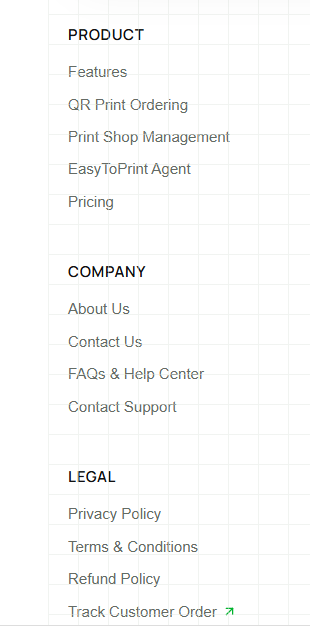 PRODUCT
Features
QR Print Ordering
Print Shop Management
EasyToPrint Agent
Pricing
COMPANY
About Us
Contact Us
FAQs & Help Center
Contact Support
LEGAL
Privacy Policy
Terms & Conditions
Refund Policy
Track Customer Order